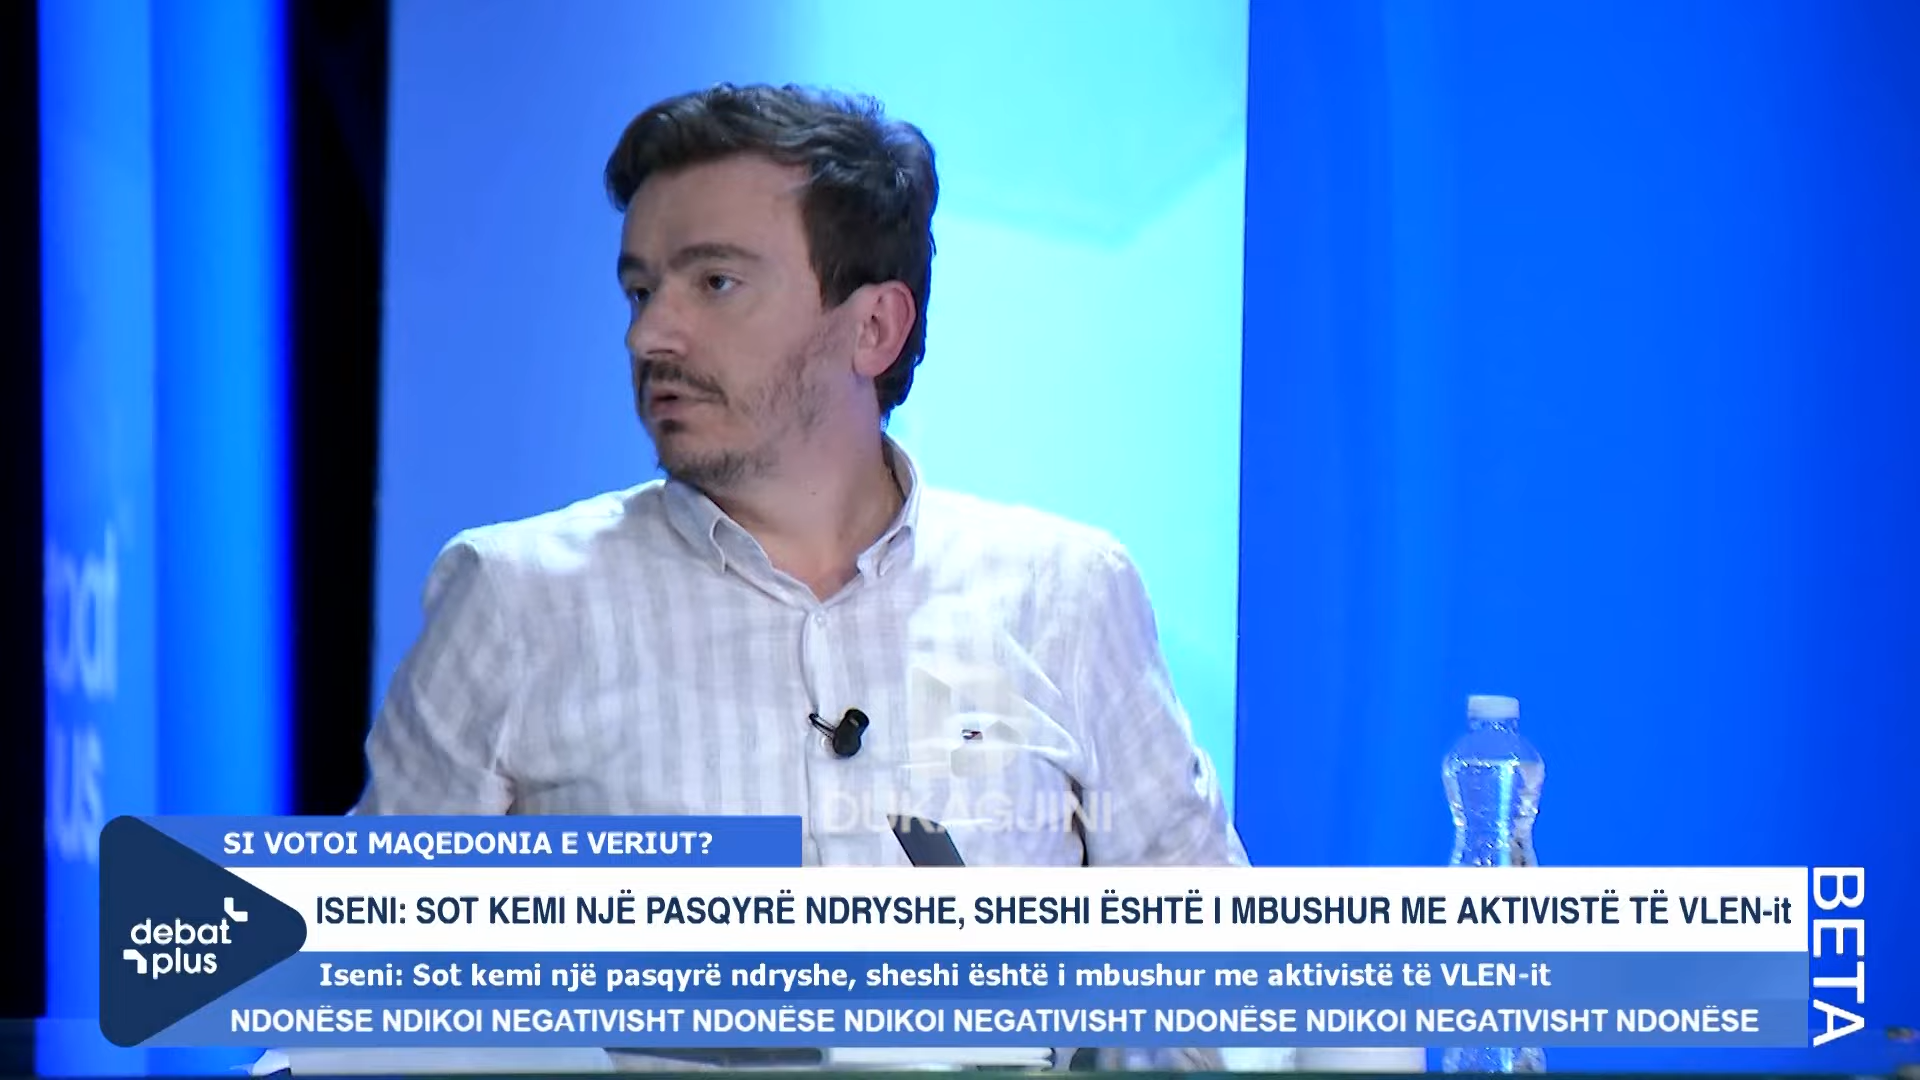 SI VOTOI MAQEDONIA E VERIUT?
ISENI: SOT KEMI NJË PASQYRË NDRYSHE, SHESHI ËSHTË I MBUSHUR ME AKTIVISTË TË VLEN-it
debat
plus
Iseni: Sot kemi një pasqyrë ndryshe, sheshi është i mbushur me aktivistë të VLEN-it
NDONËSE NDIKOI NEGATIVISHT NDONËSE NDIKOI NEGATIVISHT NDONËSE NDIKOI NEGATIVISHT NDONËSE
BETA
DUKAGJINI